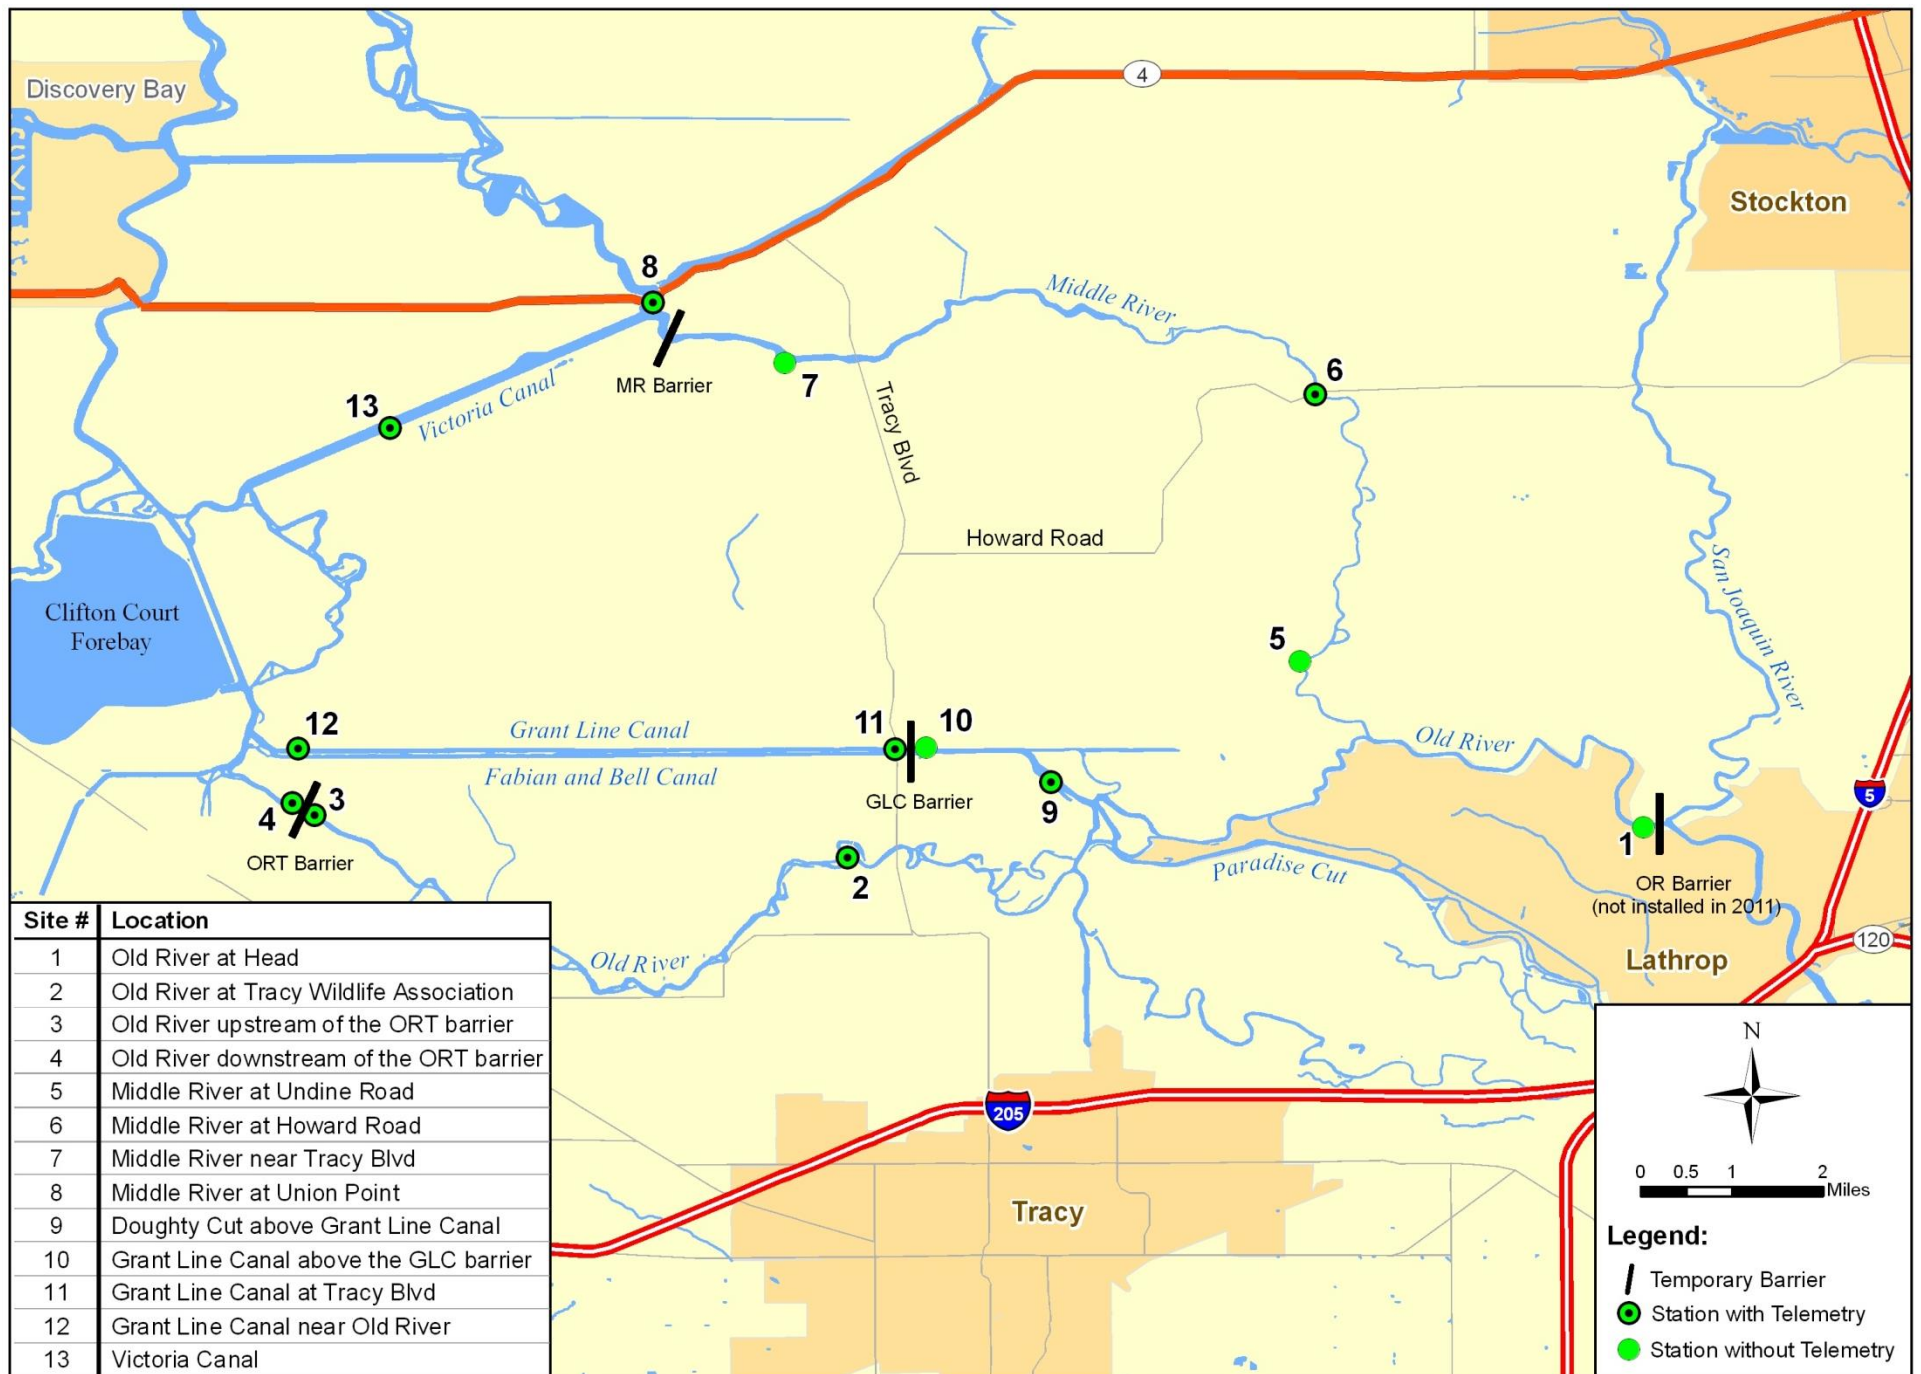 4
Discovery Bay
Stockton
8
Middle River
MR Barrier
7
6
13
Victoria Canal
Tracy Blvd
Howard Road
San Joaquin River
Clifton Court
Forebay
5
12
Grant Line Canal
11
10
Old River
Fabian and Bell Canal
GLC Barrier
9
5
4
3
ORT Barrier
2
Paradise Cut
1
OR Barrier
(not installed in 2011)
120
Lathrop
Old River
205
Tracy
Site # Location
1 Old River at Head
2 Old River at Tracy Wildlife Association
3 Old River upstream of the ORT barrier
4 Old River downstream of the ORT barrier
5 Middle River at Undine Road
6 Middle River at Howard Road
7 Middle River near Tracy Blvd
8 Middle River at Union Point
9 Doughty Cut above Grant Line Canal
10 Grant Line Canal above the GLC barrier
11 Grant Line Canal at Tracy Blvd
12 Grant Line Canal near Old River
13 Victoria Canal
N
0 0.5 1 2
Miles
Legend:
Temporary Barrier
Station with Telemetry
Station without Telemetry